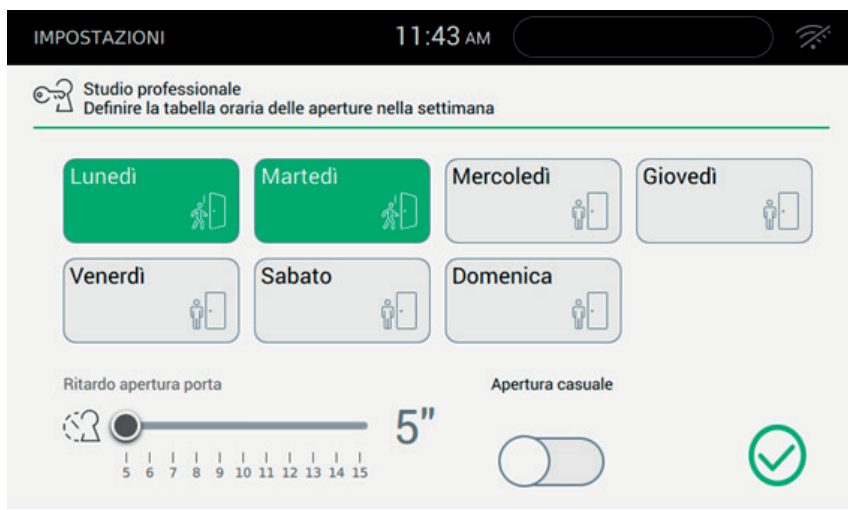 IMPOSTAZIONI 11:43 AM
Studio professionale
Definire la tabella oraria delle aperture nella settimana
Lunedì Martedì Mercoledì Giovedì
Venerdì Sabato Domenica
Ritardo apertura porta Apertura casuale
5"
5 6 7 8 9 10 11 12 13 14 15